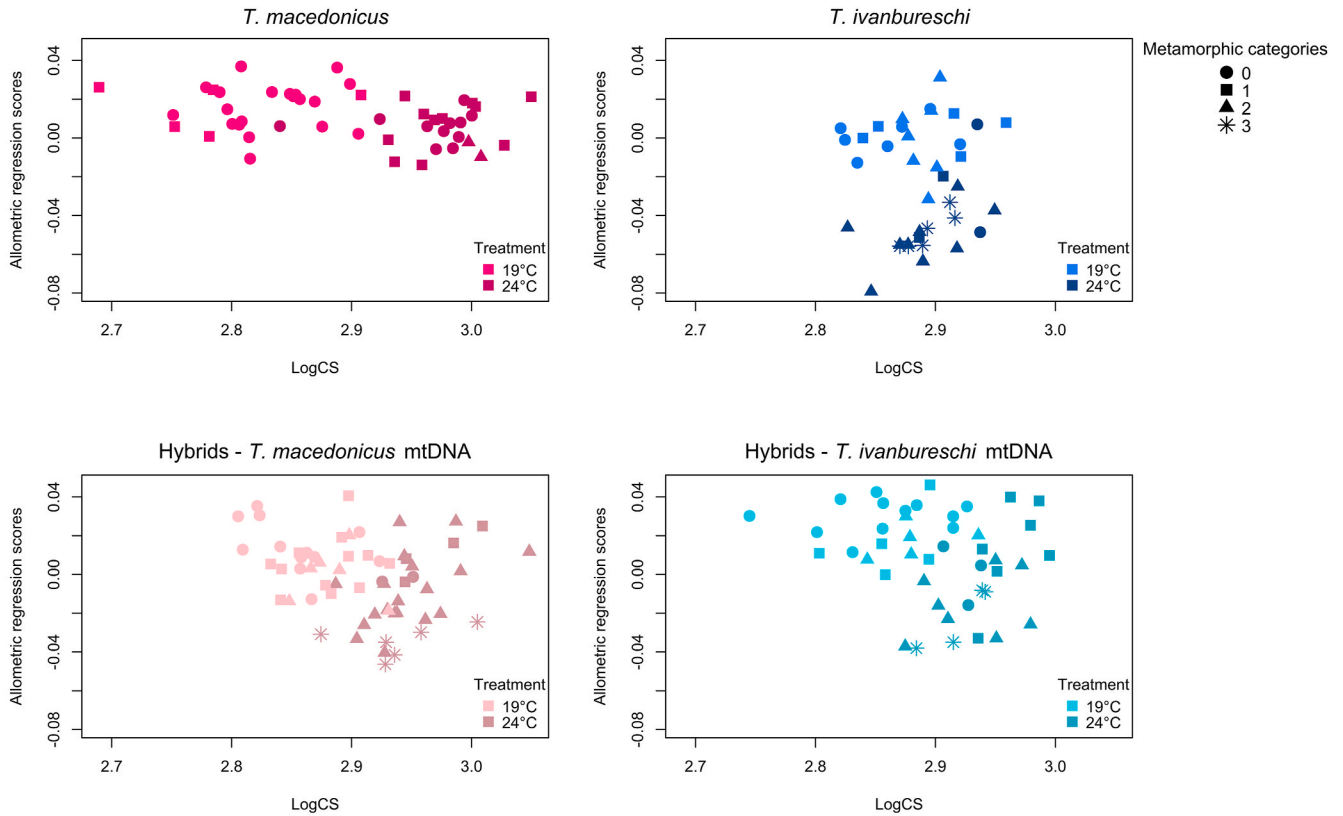 T. macedonicus
T. ivanbureschi
Metamorphic categories
0
1
2
3
Allometric regression scores
0.04
0.00
-0.04
-0.08
Treatment
19°C
24°C
2.7 2.8 2.9 3.0
LogCS
Allometric regression scores
0.04
0.00
-0.04
-0.08
Treatment
19°C
24°C
2.7 2.8 2.9 3.0
LogCS
Hybrids - T. macedonicus mtDNA
Hybrids - T. ivanbureschi mtDNA
Allometric regression scores
0.04
0.00
-0.04
-0.08
Treatment
19°C
24°C
2.7 2.8 2.9 3.0
LogCS
Allometric regression scores
0.04
0.00
-0.04
-0.08
Treatment
19°C
24°C
2.7 2.8 2.9 3.0
LogCS